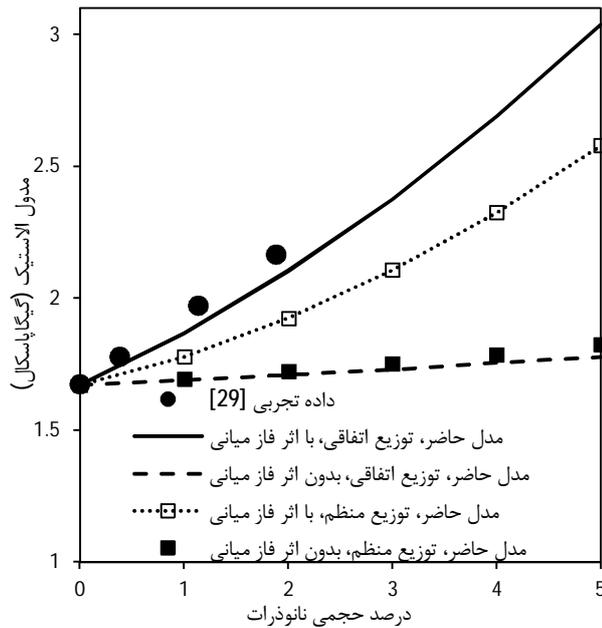 3
2.5
2
1.5
1
مدول الاستیک (گیگاپاسکال)
داده تجربی [29]
مدل حاضر، توزیع اتفاقی، با اثر فاز میانی
مدل حاضر، توزیع اتفاقی، بدون اثر فاز میانی
مدل حاضر، توزیع منظم، با اثر فاز میانی
مدل حاضر، توزیع منظم، بدون اثر فاز میانی
0 1 2 3 4 5
درصد حجمی نانوذرات